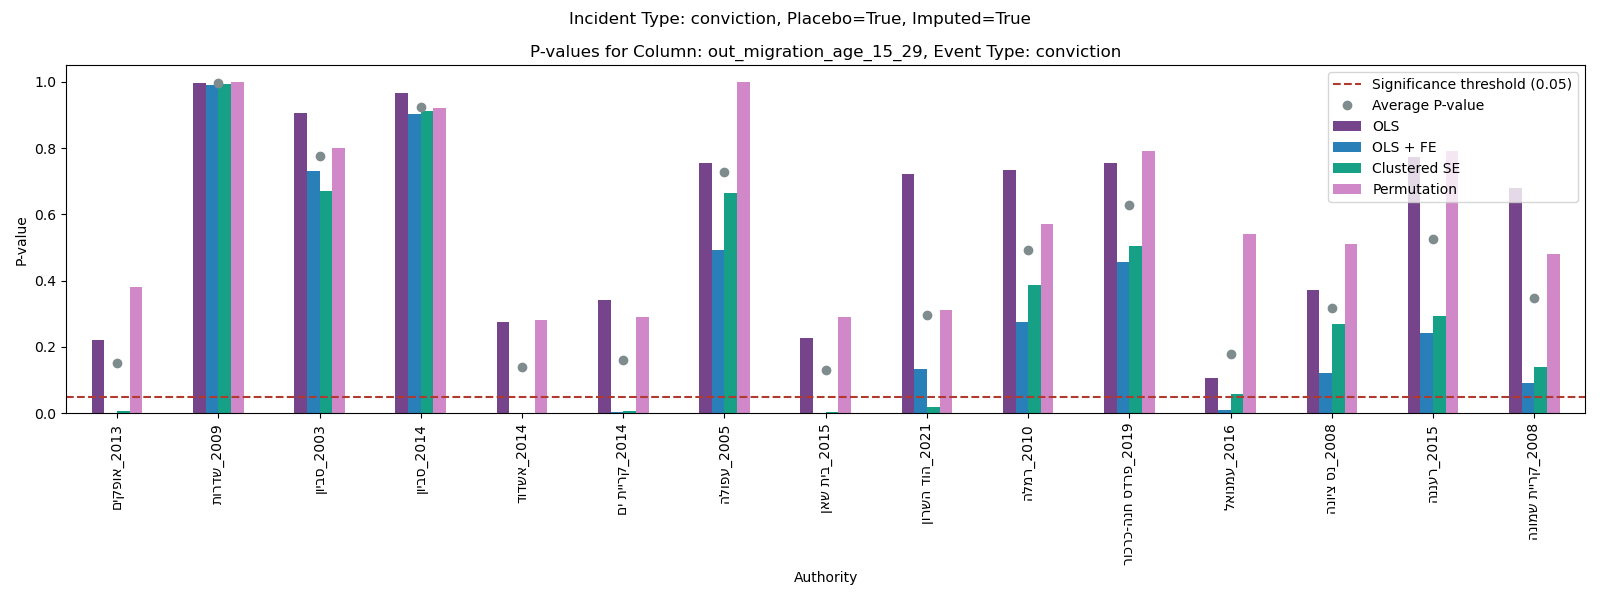 Incident Type: conviction, Placebo=True, Imputed=True
P-values for Column: out_migration_age_15_29, Event Type: conviction
P-value
1.0
0.8
0.6
0.4
0.2
0.0
Significance threshold (0.05)
Average P-value
OLS
OLS + FE
Clustered SE
Permutation
אופקים_2013
שדרות_2009
סביון_2003
סביון_2014
אשדוד_2014
קריית ים_2014
עפולה_2005
בית שאן_2015
הוד השרון_2021
רמלה_2010
פרדס חנה-כרכור_2019
עמנואל_2016
נס ציונה_2008
רעננה_2015
קריית שמונה_2008
Authority